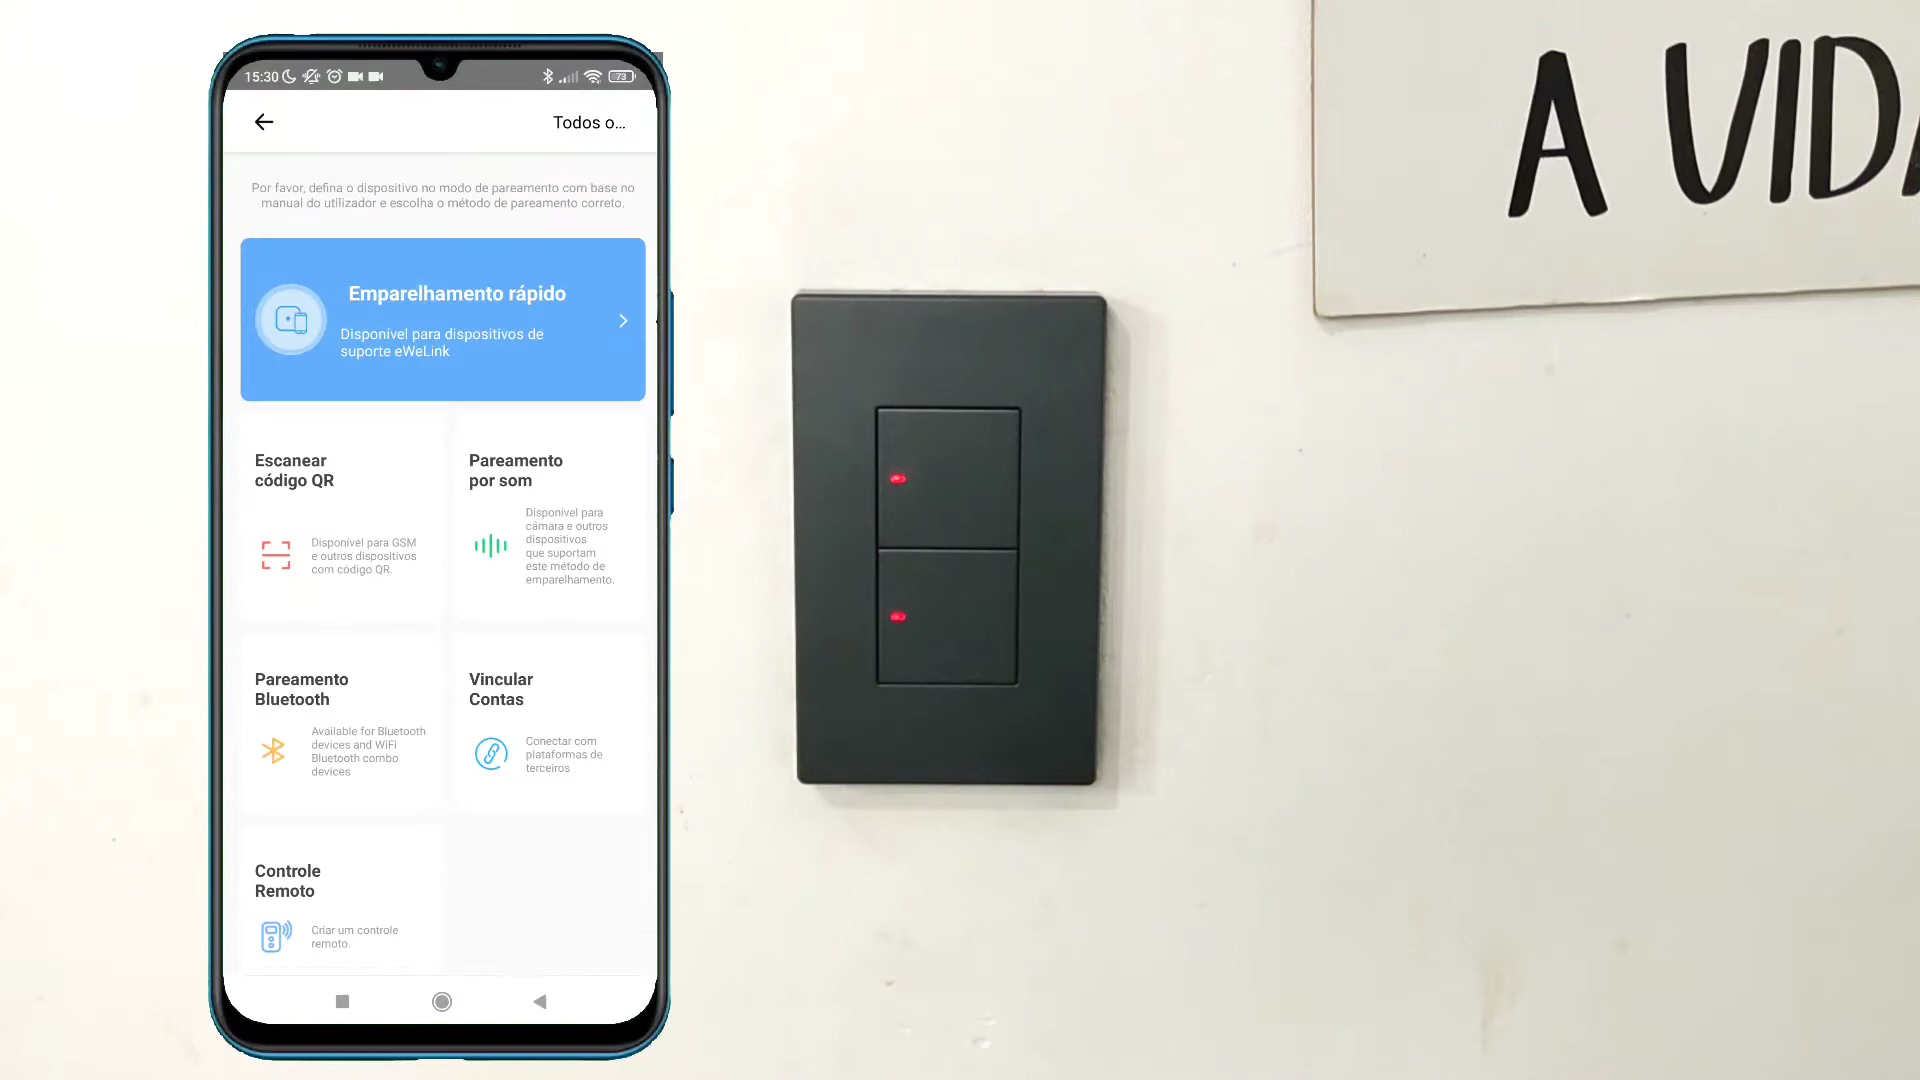 15:30
73
Todos o...
Por favor, defina o dispositivo no modo de pareamento com base no
manual do utilizador e escolha o método de pareamento correto.
Emparelhamento rápido
Disponível para dispositivos de
suporte eWeLink
Escanear
código QR
Disponível para GSM
e outros dispositivos
com código QR.
Pareamento
por som
Disponível para
câmara e outros
dispositivos
que suportam
este método de
emparelhamento.
Pareamento
Bluetooth
Available for Bluetooth
devices and WiFi
Bluetooth combo
devices
Vincular
Contas
Conectar com
plataformas de
terceiros
Controle
Remoto
Criar um controle
remoto.
A VIDA